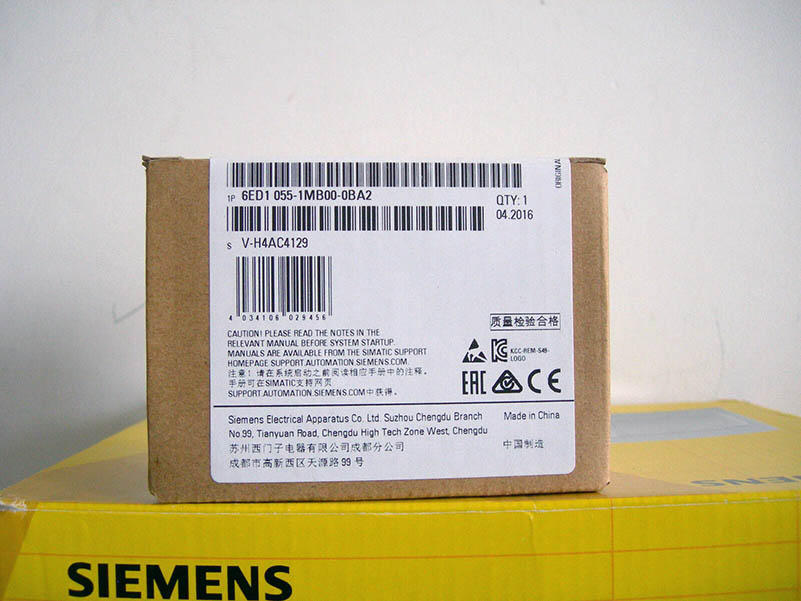 ORIGINAL
1P 6ED1 055-1MB00-0BA2
QTY: 1
04.2016
S V-H4AC4129
4 034106 029456
质量检验合格
CAUTION! PLEASE READ THE NOTES IN THE
RELEVANT MANUAL BEFORE SYSTEM STARTUP.
MANUALS ARE AVAILABLE FROM THE SIMATIC SUPPORT
HOMEPAGE SUPPORT.AUTOMATION.SIEMENS.COM.
注意! 请在系统启动之前阅读相应手册中的注释。
手册可在SIMATIC支持网页
SUPPORT.AUTOMATION.SIEMENS.COM中获得。
KCC-REM-S49-
LOGO
EAC CE
Siemens Electrical Apparatus Co. Ltd. Suzhou Chengdu Branch
No.99, Tianyuan Road, Chengdu High Tech Zone West, Chengdu
苏州西门子电器有限公司成都分公司
成都市高新西区天源路99号
Made in China
中国制造
SIEMENS
SIEMENS